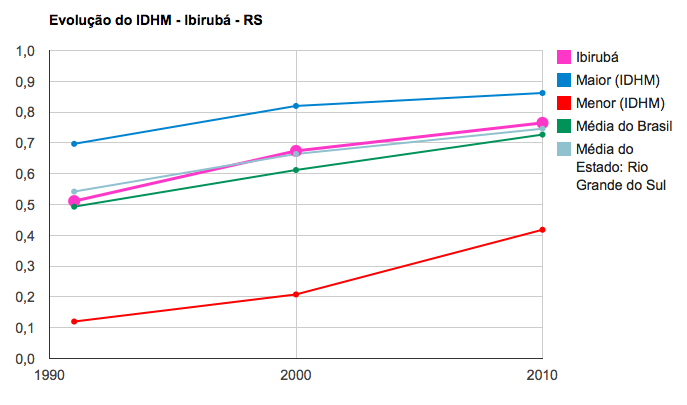 Evolução do IDHM - Ibirubá - RS
1,0
0,9
0,8
0,7
0,6
0,5
0,4
0,3
0,2
0,1
0,0
1990
2000
2010
Ibirubá
Maior (IDHM)
Menor (IDHM)
Média do Brasil
Média do
Estado: Rio
Grande do Sul